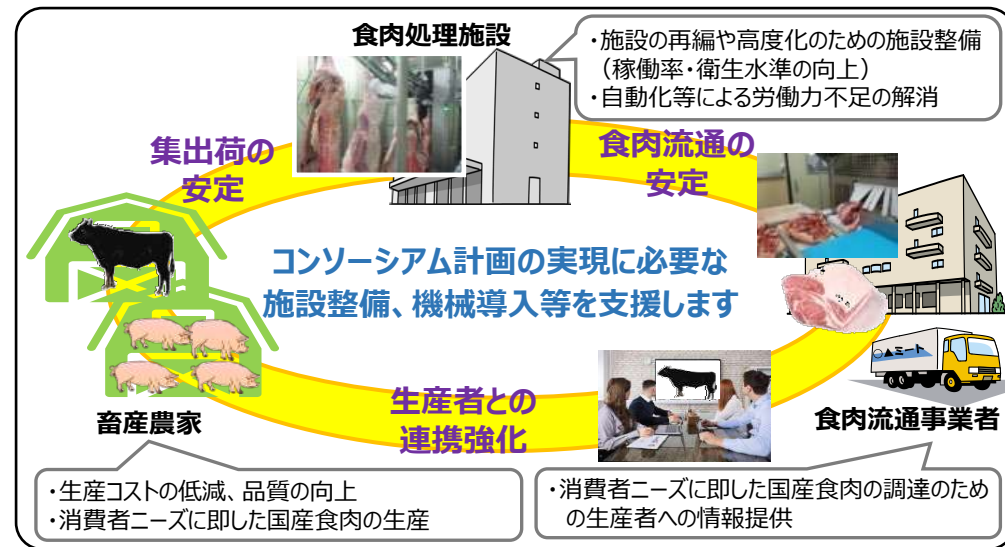 食肉処理施設
・施設の再編や高度化のための施設整備
（稼働率・衛生水準の向上）
・自動化等による労働力不足の解消
集出荷の
安定
食肉流通の
安定
コンソーシアム計画の実現に必要な
施設整備、機械導入等を支援します
○▲ミート
生産者との
連携強化
畜産農家
食肉流通事業者
・生産コストの低減、品質の向上
・消費者ニーズに即した国産食肉の生産
・消費者ニーズに即した国産食肉の調達のため
の生産者への情報提供